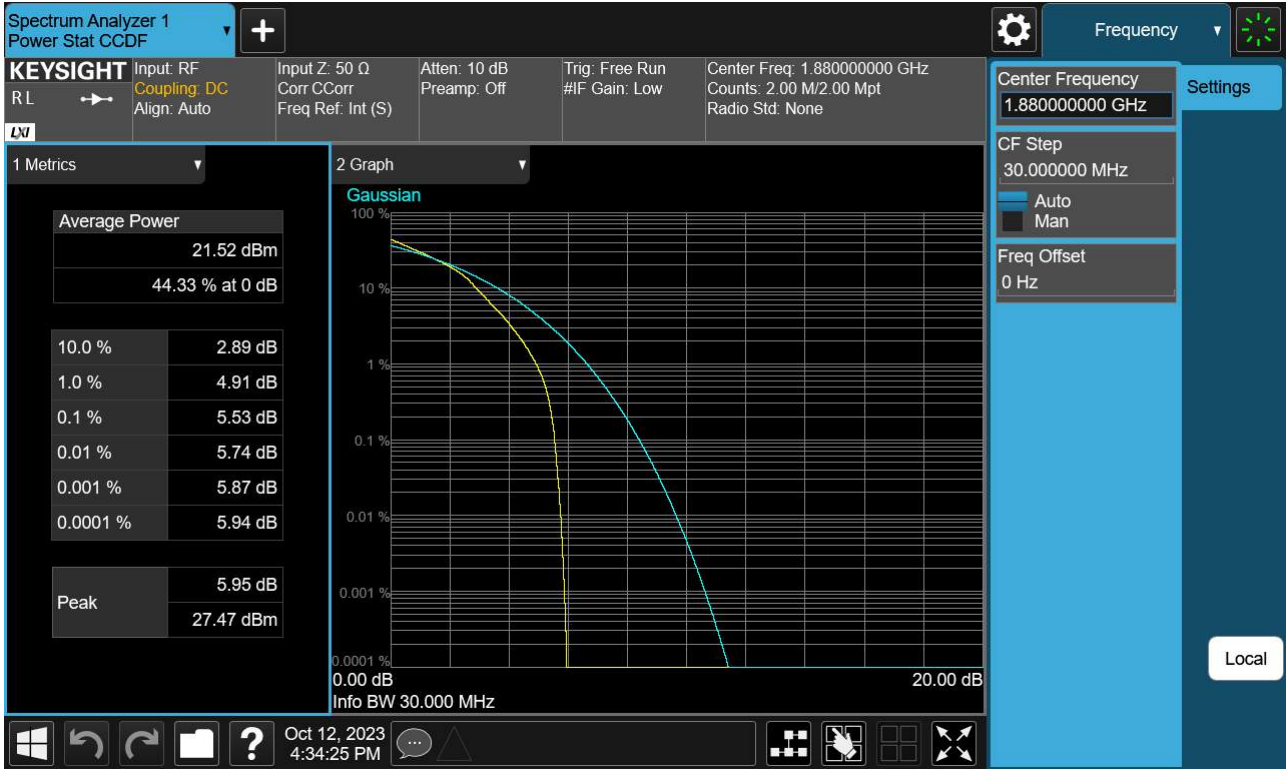 Spectrum Analyzer 1
Power Stat CCDF
Frequency
KEYSIGHT
R L
LXI
Input: RF
Coupling: DC
Align: Auto
Input Z: 50 Ω
Corr CCorr
Freq Ref: Int (S)
Atten: 10 dB
Preamp: Off
Trig: Free Run
#IF Gain: Low
Center Freq: 1.880000000 GHz
Counts: 2.00 M/2.00 Mpt
Radio Std: None
Center Frequency
1.880000000 GHz
Settings
CF Step
30.000000 MHz
Auto
Man
Freq Offset
0 Hz
1 Metrics
Average Power
21.52 dBm
44.33 % at 0 dB
10.0 % 2.89 dB
1.0 % 4.91 dB
0.1 % 5.53 dB
0.01 % 5.74 dB
0.001 % 5.87 dB
0.0001 % 5.94 dB
Peak
5.95 dB
27.47 dBm
2 Graph
Gaussian
100 %
10 %
1 %
0.1 %
0.01 %
0.001 %
0.0001 %
0.00 dB 20.00 dB
Info BW 30.000 MHz
Local
?
Oct 12, 2023
4:34:25 PM